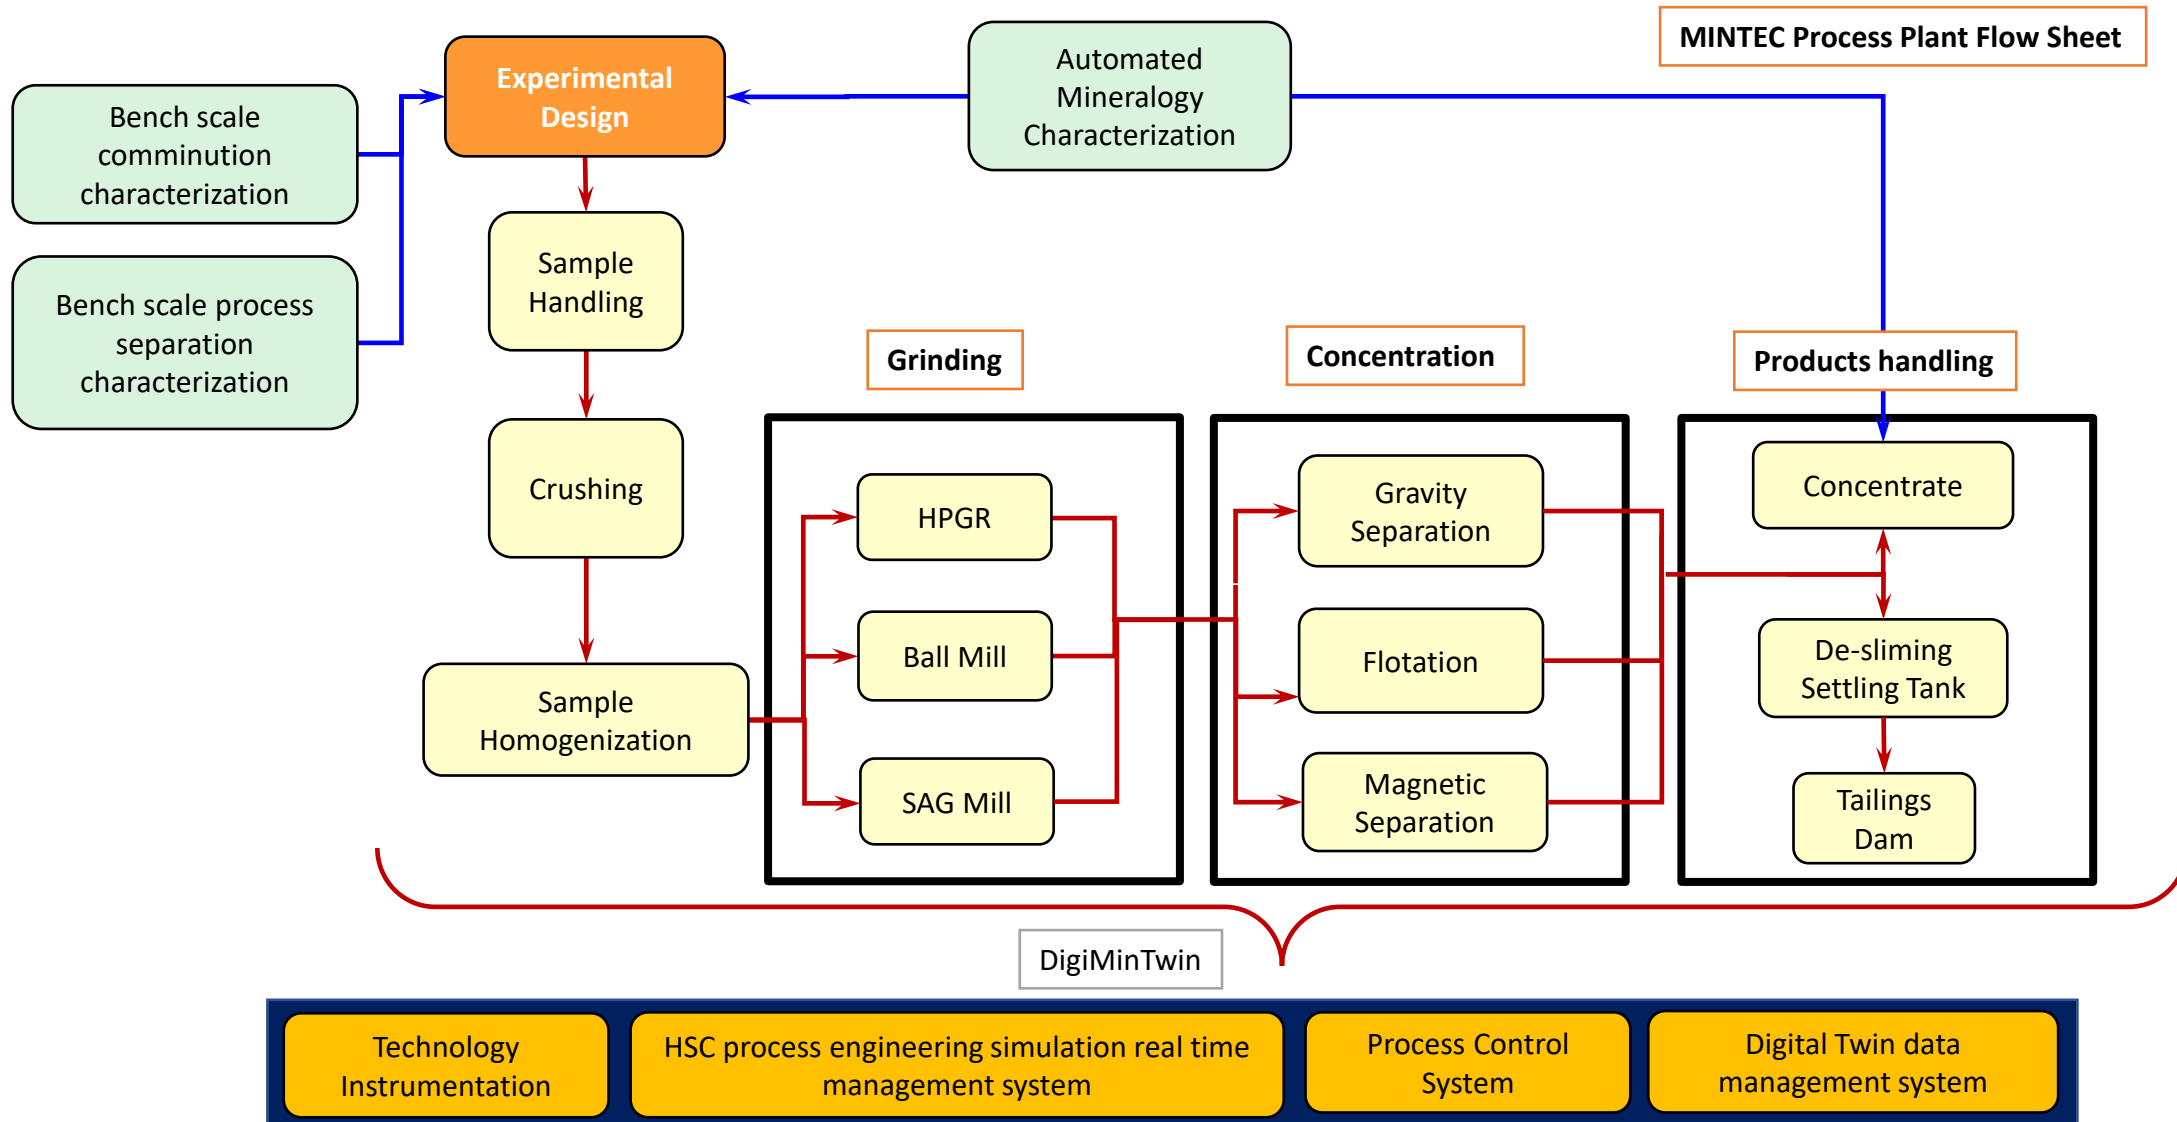 MINTEC Process Plant Flow Sheet
Experimental
Design
Automated
Mineralogy
Characterization
Bench scale
comminution
characterization
Bench scale process
separation
characterization
Sample
Handling
Crushing
Sample
Homogenization
Grinding
HPGR
Ball Mill
SAG Mill
Concentration
Gravity
Separation
Flotation
Magnetic
Separation
Products handling
Concentrate
De-sliming
Settling Tank
Tailings
Dam
DigiMinTwin
Technology
Instrumentation
HSC process engineering simulation real time
management system
Process Control
System
Digital Twin data
management system